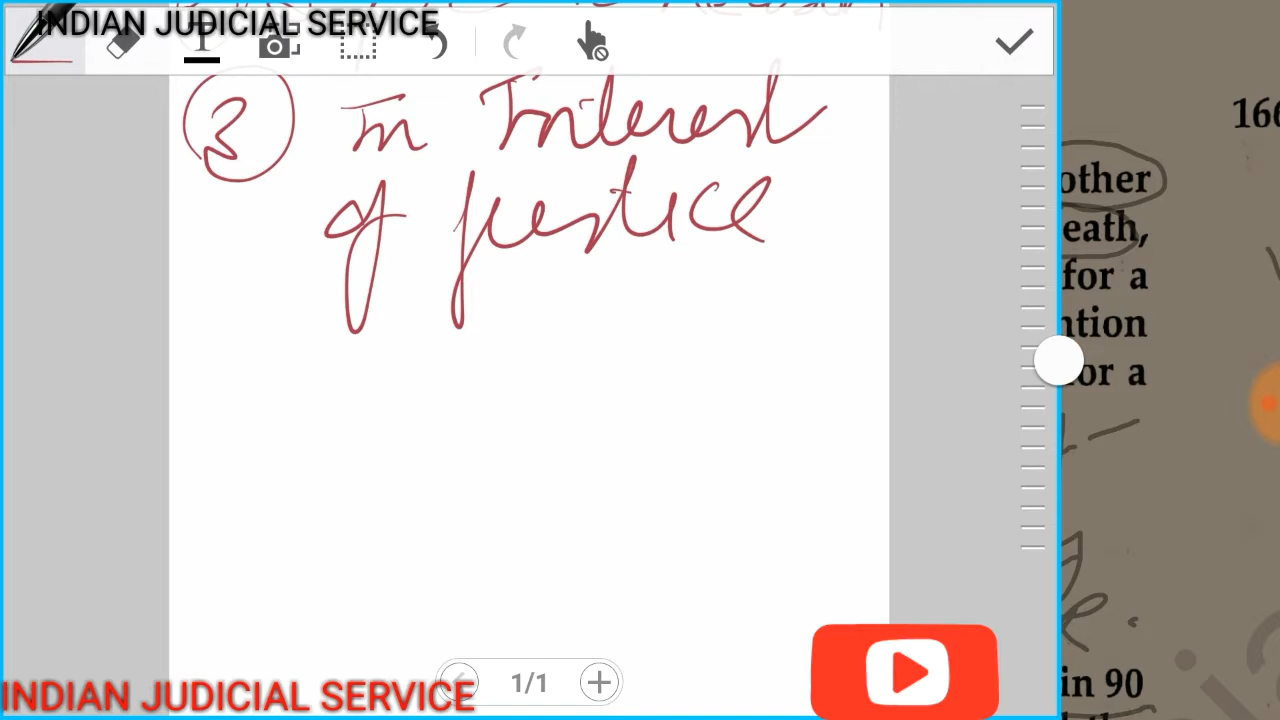 INDIAN JUDICIAL SERVICE
T
3 In Interest
of justice
166
other
eath,
for a
ntion
for a
in 90
1/1
INDIAN JUDICIAL SERVICE